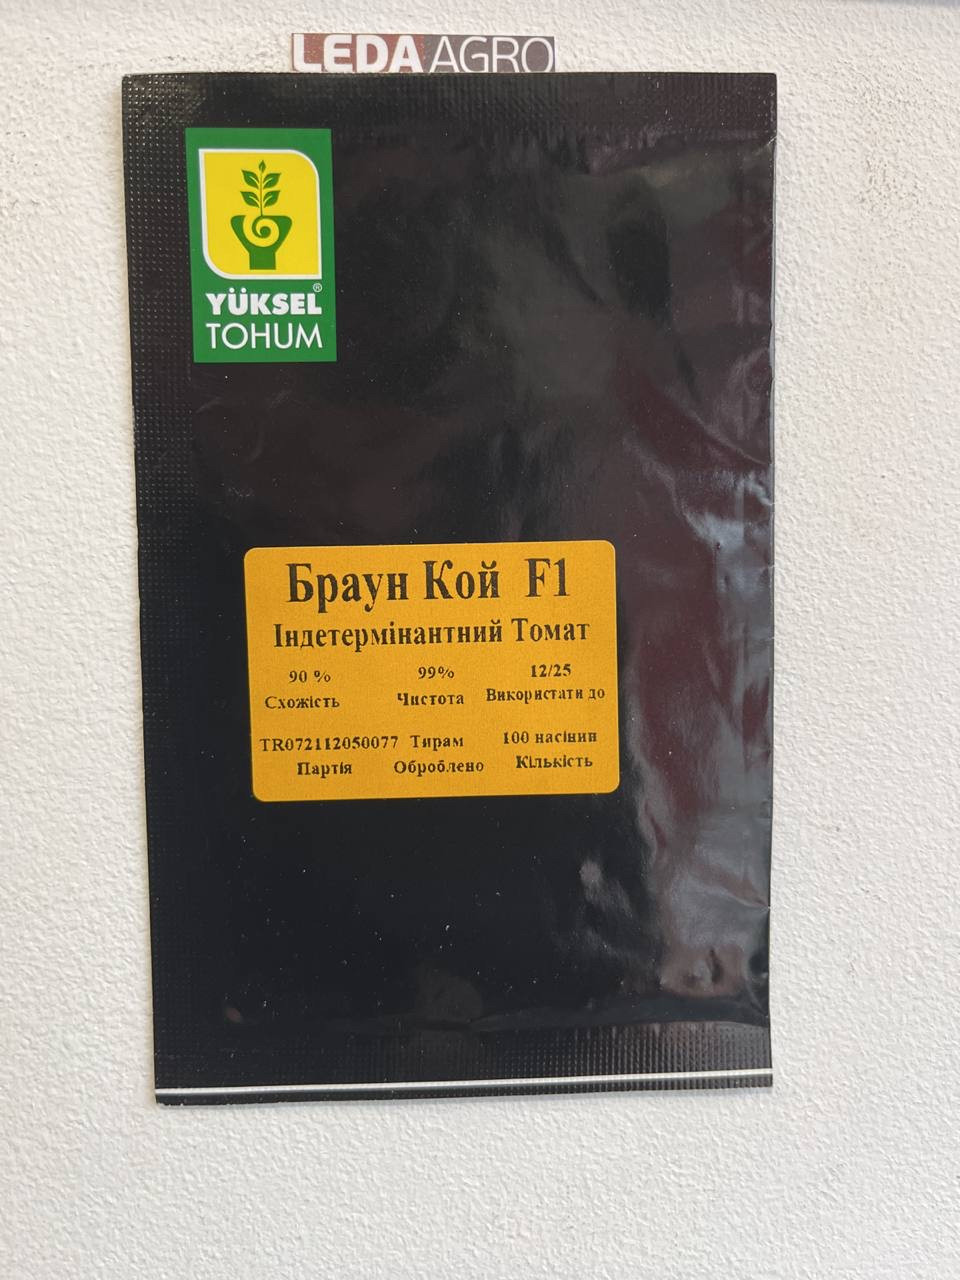 LEDA AGRO
YÜKSEL®
TOHUM
Браун Кой F1
Індетермінантний Томат
90 % 99% 12/25
Схожість Чистота Використати до
TR072112050077 Тирам 100 насінин
Партія Оброблено Кількість